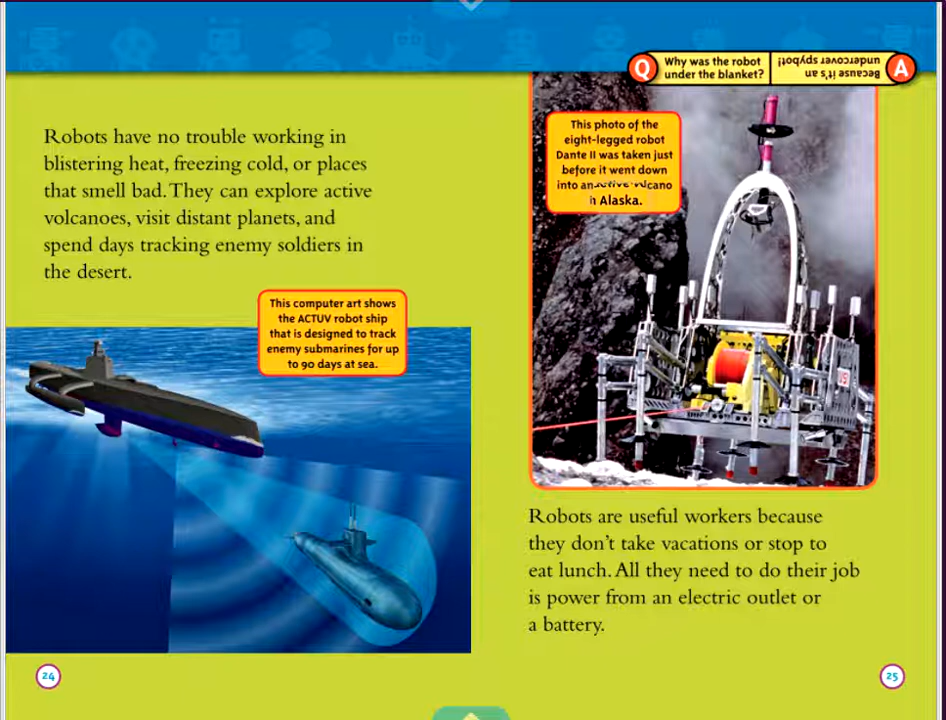 Robots have no trouble working in
blistering heat, freezing cold, or places
that smell bad. They can explore active
volcanoes, visit distant planets, and
spend days tracking enemy soldiers in
the desert.
This computer art shows
the ACTUV robot ship
that is designed to track
enemy submarines for up
to 90 days at sea.
24
Q
Why was the robot
under the blanket?
A
Because it's an
undercover spybot!
This photo of the
eight-legged robot
Dante II was taken just
before it went down
into an active volcano
in Alaska.
Robots are useful workers because
they don't take vacations or stop to
eat lunch. All they need to do their job
is power from an electric outlet or
a battery.
25